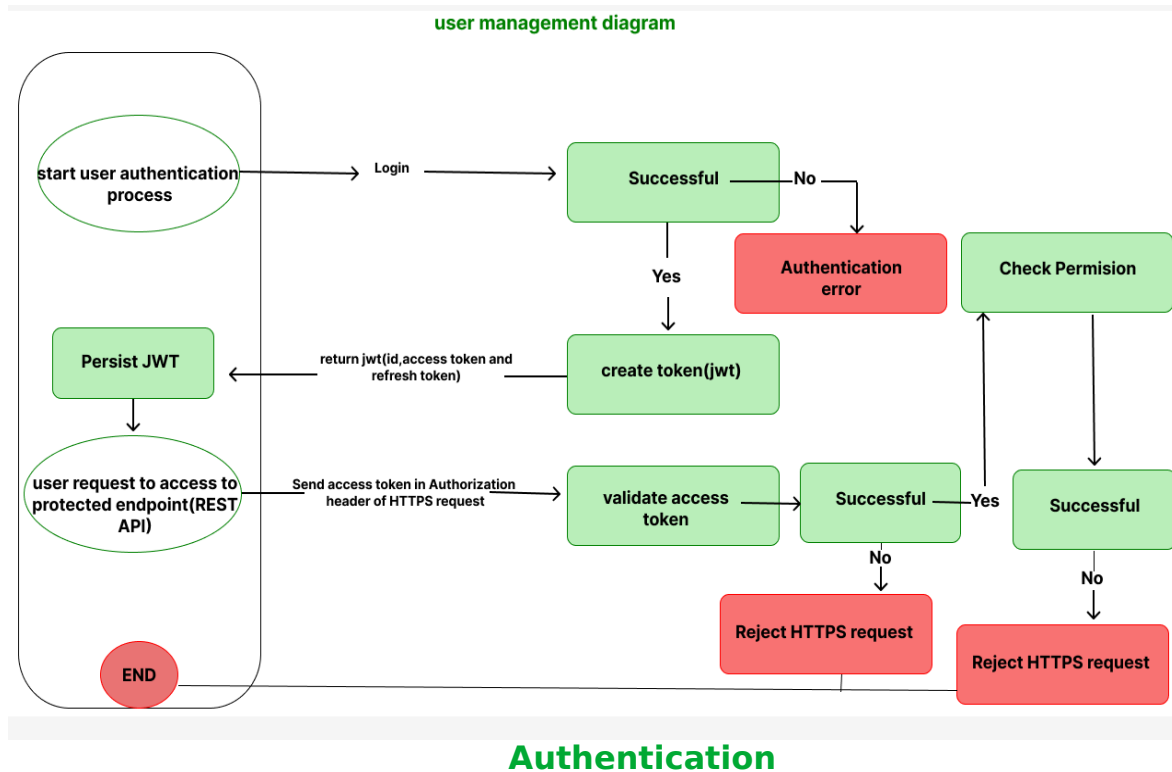 user management diagram
start user authentication
process
Login
Successful
No
Authentication
error
Check Permision
Yes
Persist JWT
return jwt(id,access token and
refresh token)
create token(jwt)
user request to access to
protected endpoint(REST
API)
Send access token in Authorization
header of HTTPS request
validate access
token
Successful
Yes
Successful
No
No
Reject HTTPS request
Reject HTTPS request
END
Authentication